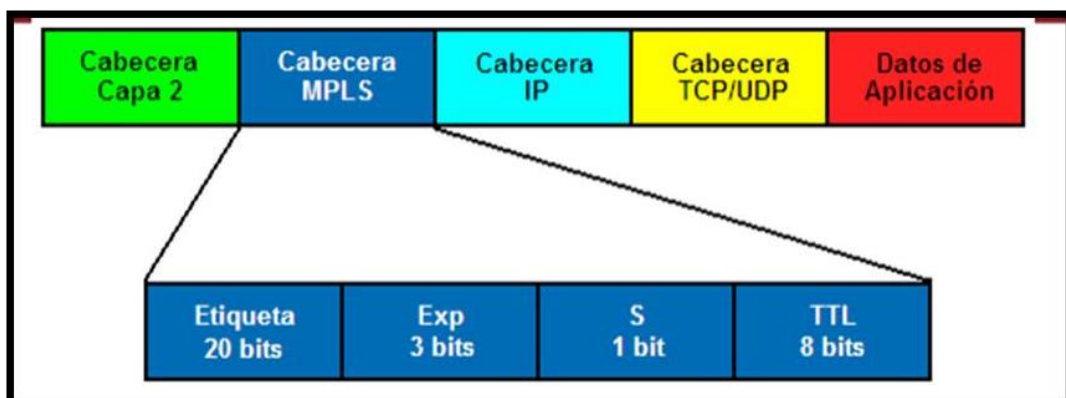 Cabecera Capa 2
Cabecera MPLS
Cabecera IP
Cabecera TCP/UDP
Datos de Aplicación
Etiqueta 20 bits
Exp 3 bits
S 1 bit
TTL 8 bits